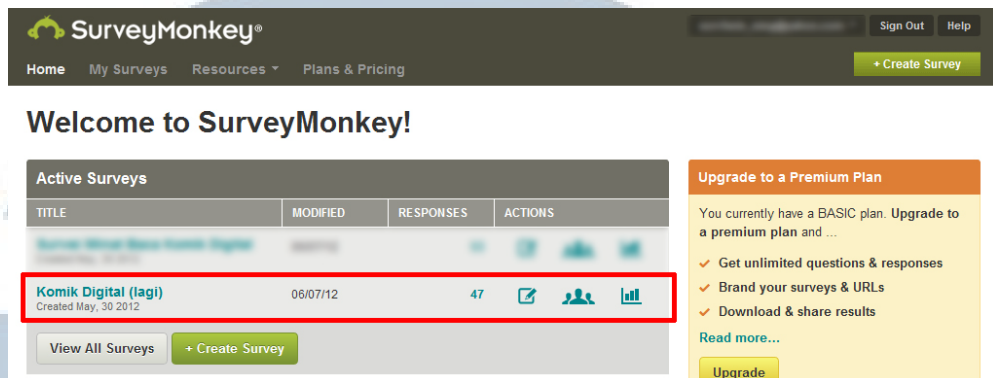 SurveyMonkey®
Sign Out Help
Home My Surveys Resources Plans & Pricing
+ Create Survey
Welcome to SurveyMonkey!
Active Surveys
TITLE MODIFIED RESPONSES ACTIONS
Komik Digital (lagi) 06/07/12 47
Created May, 30 2012
View All Surveys + Create Survey
Upgrade to a Premium Plan
You currently have a BASIC plan. Upgrade to
a premium plan and ...
Get unlimited questions & responses
Brand your surveys & URLs
Download & share results
Read more...
Upgrade